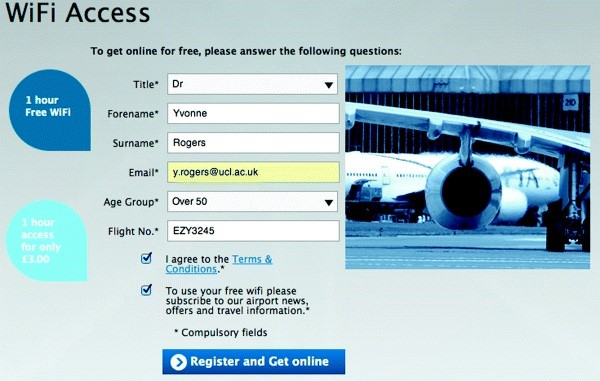 WiFi Access
To get online for free, please answer the following questions:
1 hour
Free WiFi
Title* Dr
Forename* Yvonne
Surname* Rogers
Email* y.rogers@ucl.ac.uk
Age Group* Over 50
Flight No.* EZY3245
1 hour
access
for only
£3.00
I agree to the Terms &
Conditions.*
To use your free wifi please
subscribe to our airport news,
offers and travel information.*
* Compulsory fields
Register and Get online